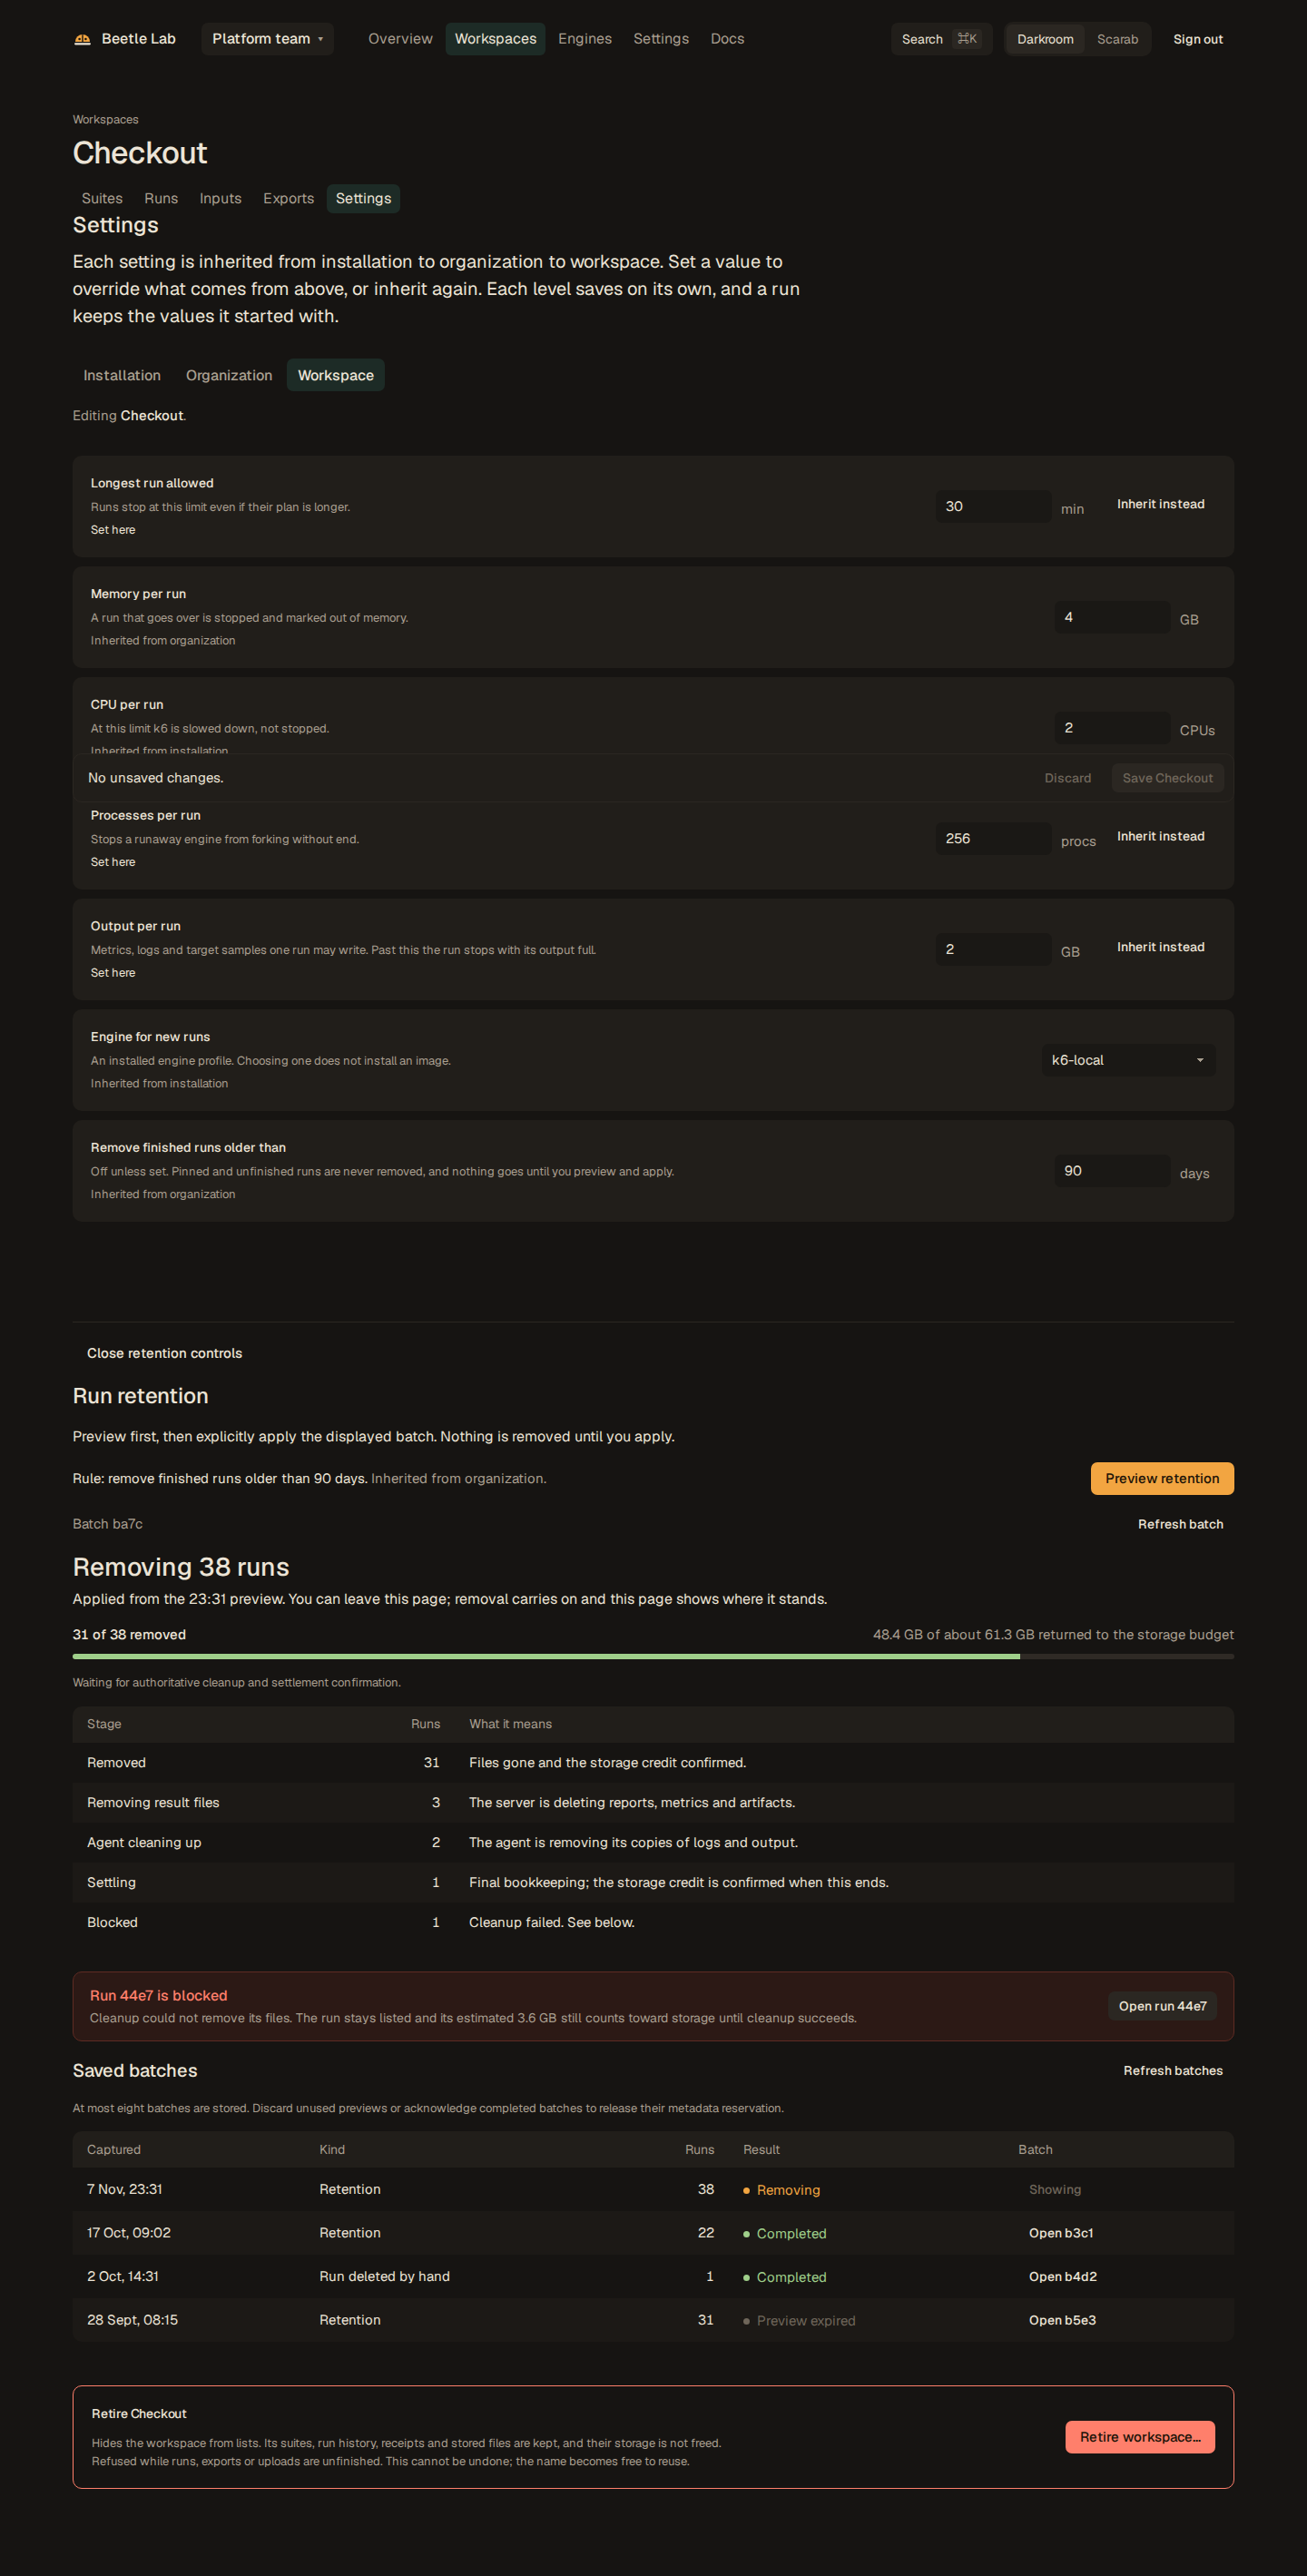 Beetle Lab
Platform team
Overview
Workspaces
Engines
Settings
Docs
Search ⌘K
Darkroom
Scarab
Sign out
Workspaces
Checkout
Suites
Runs
Inputs
Exports
Settings
Settings
Each setting is inherited from installation to organization to workspace. Set a value to
override what comes from above, or inherit again. Each level saves on its own, and a run
keeps the values it started with.
Installation
Organization
Workspace
Editing Checkout.
Longest run allowed
Runs stop at this limit even if their plan is longer.
Set here
30 min
Inherit instead
Memory per run
A run that goes over is stopped and marked out of memory.
Inherited from organization
4 GB
CPU per run
At this limit k6 is slowed down, not stopped.
Inherited from installation
2 CPUs
No unsaved changes.
Discard
Save Checkout
Processes per run
Stops a runaway engine from forking without end.
Set here
256 procs
Inherit instead
Output per run
Metrics, logs and target samples one run may write. Past this the run stops with its output full.
Set here
2 GB
Inherit instead
Engine for new runs
An installed engine profile. Choosing one does not install an image.
Inherited from installation
k6-local
Remove finished runs older than
Off unless set. Pinned and unfinished runs are never removed, and nothing goes until you preview and apply.
Inherited from organization
90 days
Close retention controls
Run retention
Preview first, then explicitly apply the displayed batch. Nothing is removed until you apply.
Rule: remove finished runs older than 90 days. Inherited from organization.
Preview retention
Batch ba7c
Refresh batch
Removing 38 runs
Applied from the 23:31 preview. You can leave this page; removal carries on and this page shows where it stands.
31 of 38 removed
48.4 GB of about 61.3 GB returned to the storage budget
Waiting for authoritative cleanup and settlement confirmation.
Stage Runs What it means
Removed 31 Files gone and the storage credit confirmed.
Removing result files 3 The server is deleting reports, metrics and artifacts.
Agent cleaning up 2 The agent is removing its copies of logs and output.
Settling 1 Final bookkeeping; the storage credit is confirmed when this ends.
Blocked 1 Cleanup failed. See below.
Run 44e7 is blocked
Cleanup could not remove its files. The run stays listed and its estimated 3.6 GB still counts toward storage until cleanup succeeds.
Open run 44e7
Saved batches
Refresh batches
At most eight batches are stored. Discard unused previews or acknowledge completed batches to release their metadata reservation.
Captured Kind Runs Result Batch
7 Nov, 23:31 Retention 38 Removing Showing
17 Oct, 09:02 Retention 22 Completed Open b3c1
2 Oct, 14:31 Run deleted by hand 1 Completed Open b4d2
28 Sept, 08:15 Retention 31 Preview expired Open b5e3
Retire Checkout
Hides the workspace from lists. Its suites, run history, receipts and stored files are kept, and their storage is not freed.
Refused while runs, exports or uploads are unfinished. This cannot be undone; the name becomes free to reuse.
Retire workspace…